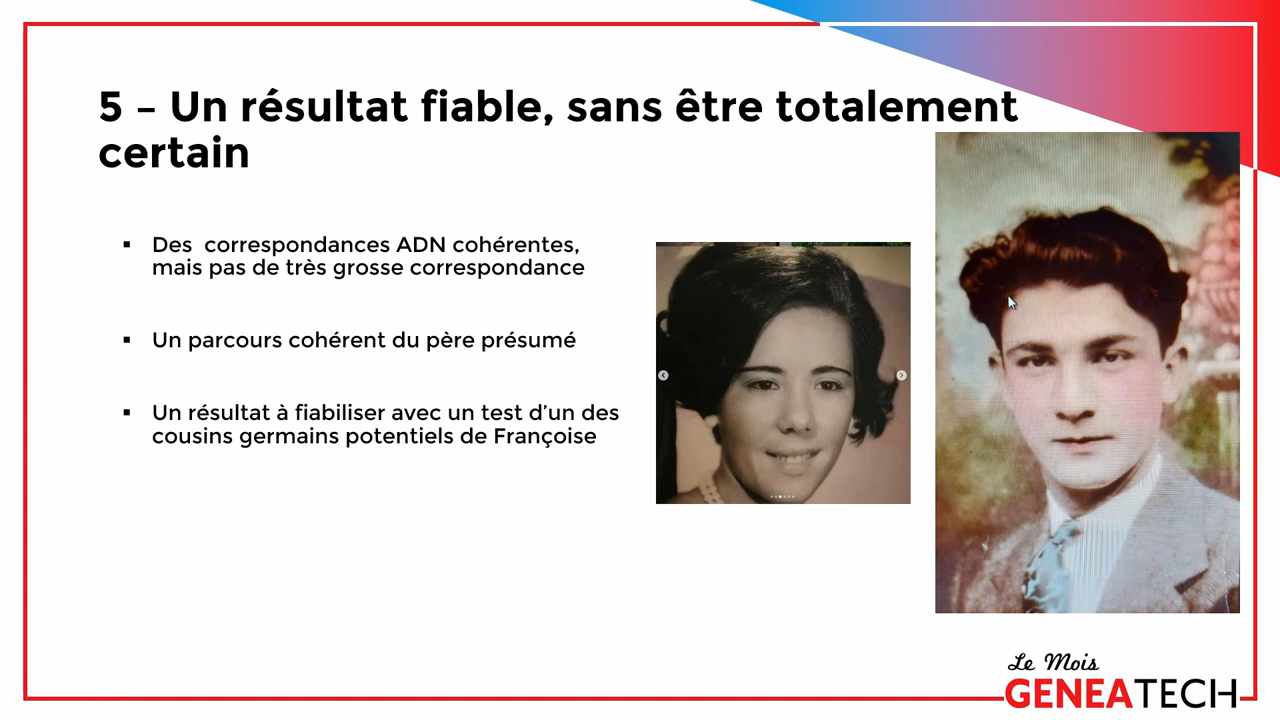 5 – Un résultat fiable, sans être totalement
certain
▪ Des  correspondances ADN cohérentes,
mais pas de très grosse correspondance
▪ Un parcours cohérent du père présumé
▪ Un résultat à fiabiliser avec un test d’un des
cousins germains potentiels de Françoise
Le Mois
GENEATECH